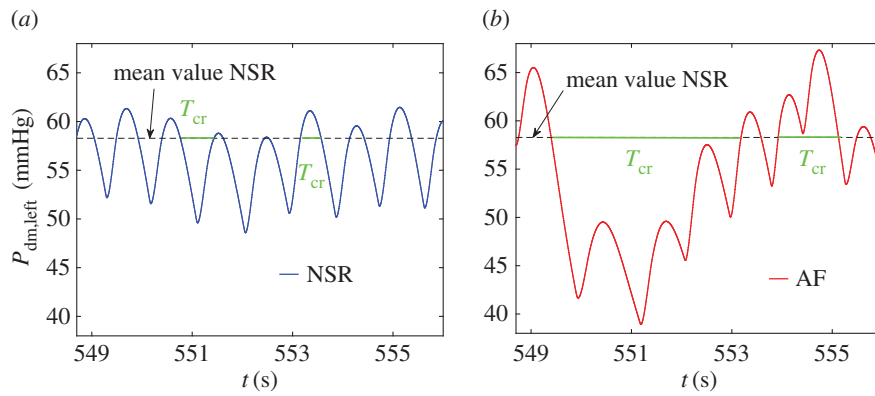 (a)
65
60
55
50
45
40
P_dm,left (mmHg)
mean value NSR
T_cr
T_cr
NSR
549 551 553 555
t (s)
(b)
65
60
55
50
45
40
mean value NSR
T_cr
T_cr
AF
549 551 553 555
t (s)